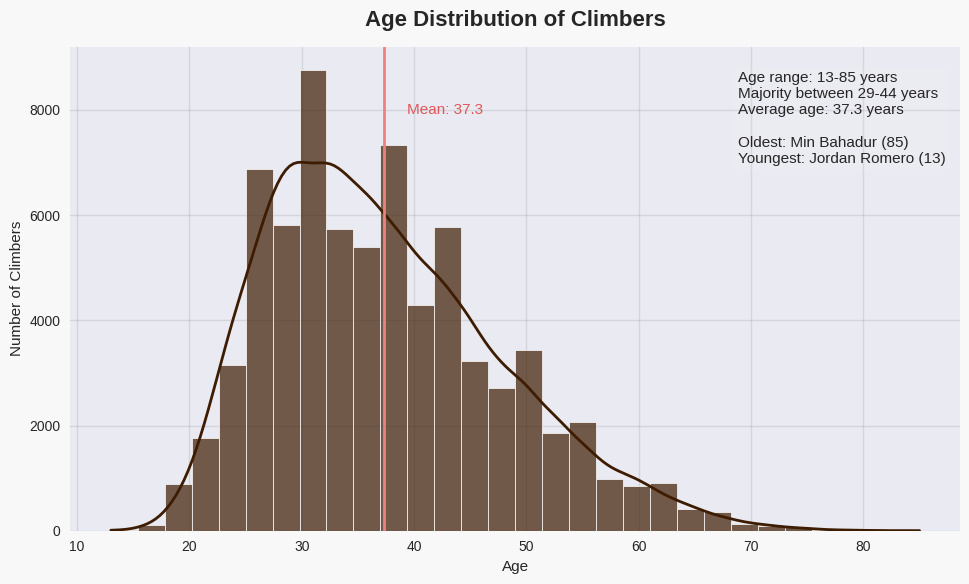 Age Distribution of Climbers
Age range: 13-85 years
Majority between 29-44 years
Average age: 37.3 years
Oldest: Min Bahadur (85)
Youngest: Jordan Romero (13)
Mean: 37.3
Number of Climbers
8000
6000
4000
2000
0
10 20 30 40 50 60 70 80
Age